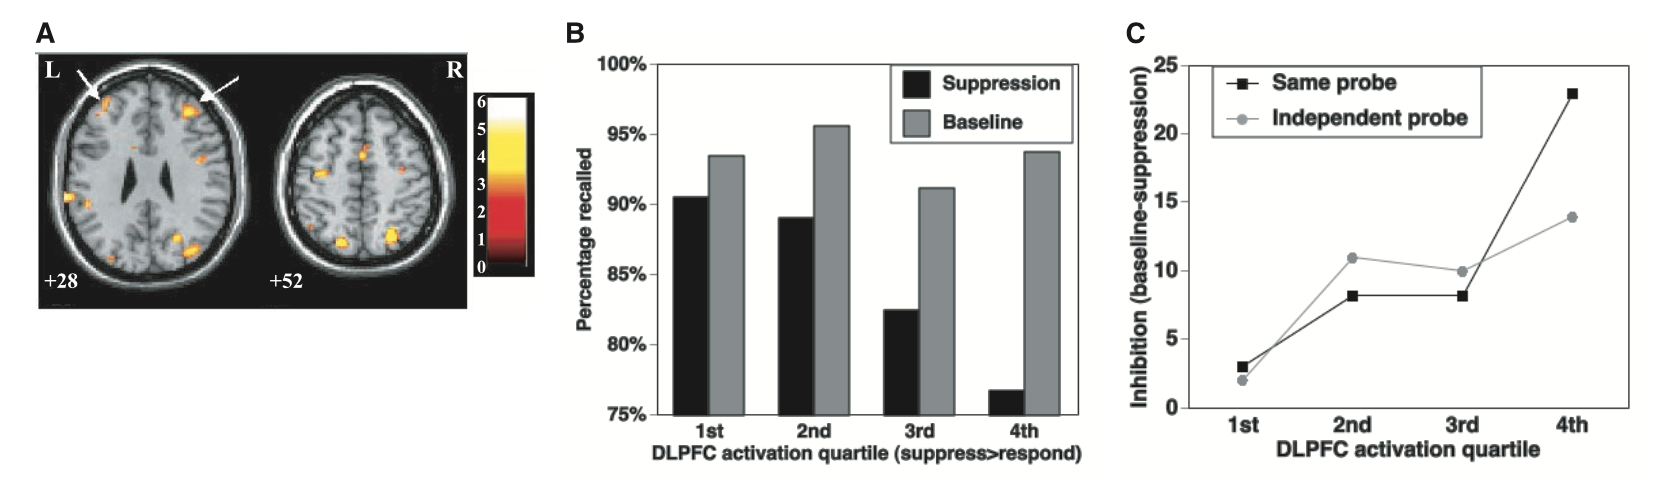 A
L
R
+28
+52
6
5
4
3
2
1
0
B
Percentage recalled
100%
95%
90%
85%
80%
75%
Suppression
Baseline
1st 2nd 3rd 4th
DLPFC activation quartile (suppress>respond)
C
Inhibition (baseline-suppression)
25
20
15
10
5
0
Same probe
Independent probe
1st 2nd 3rd 4th
DLPFC activation quartile